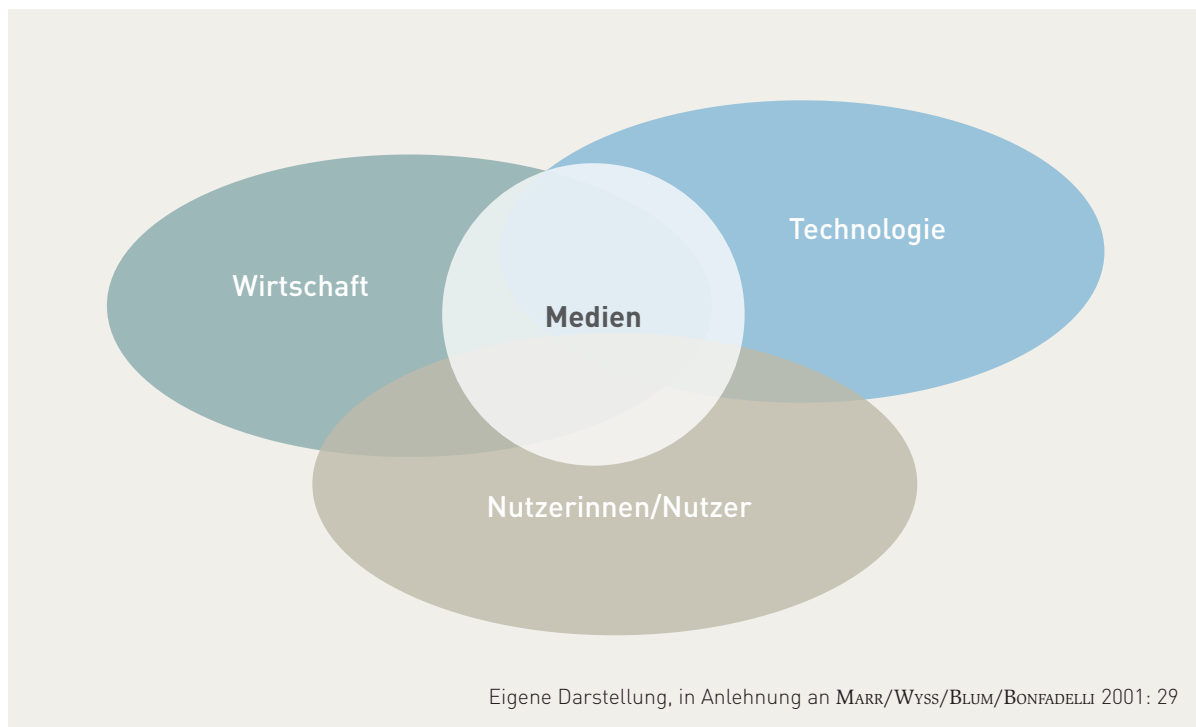 Technologie
Wirtschaft
Medien
Nutzerinnen/Nutzer
Eigene Darstellung, in Anlehnung an MARR/WYSS/BLUM/BONFADELLI 2001: 29